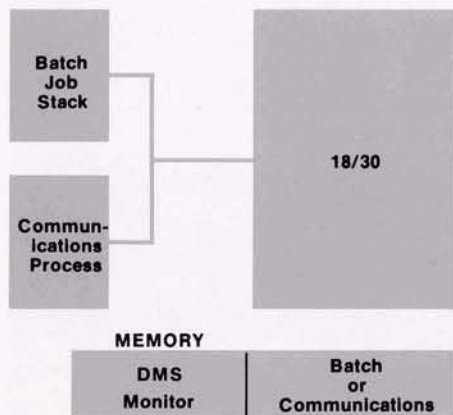 Batch
Job
Stack
18/30
Commun-
ications
Process
MEMORY
DMS
Monitor
Batch
or
Communications